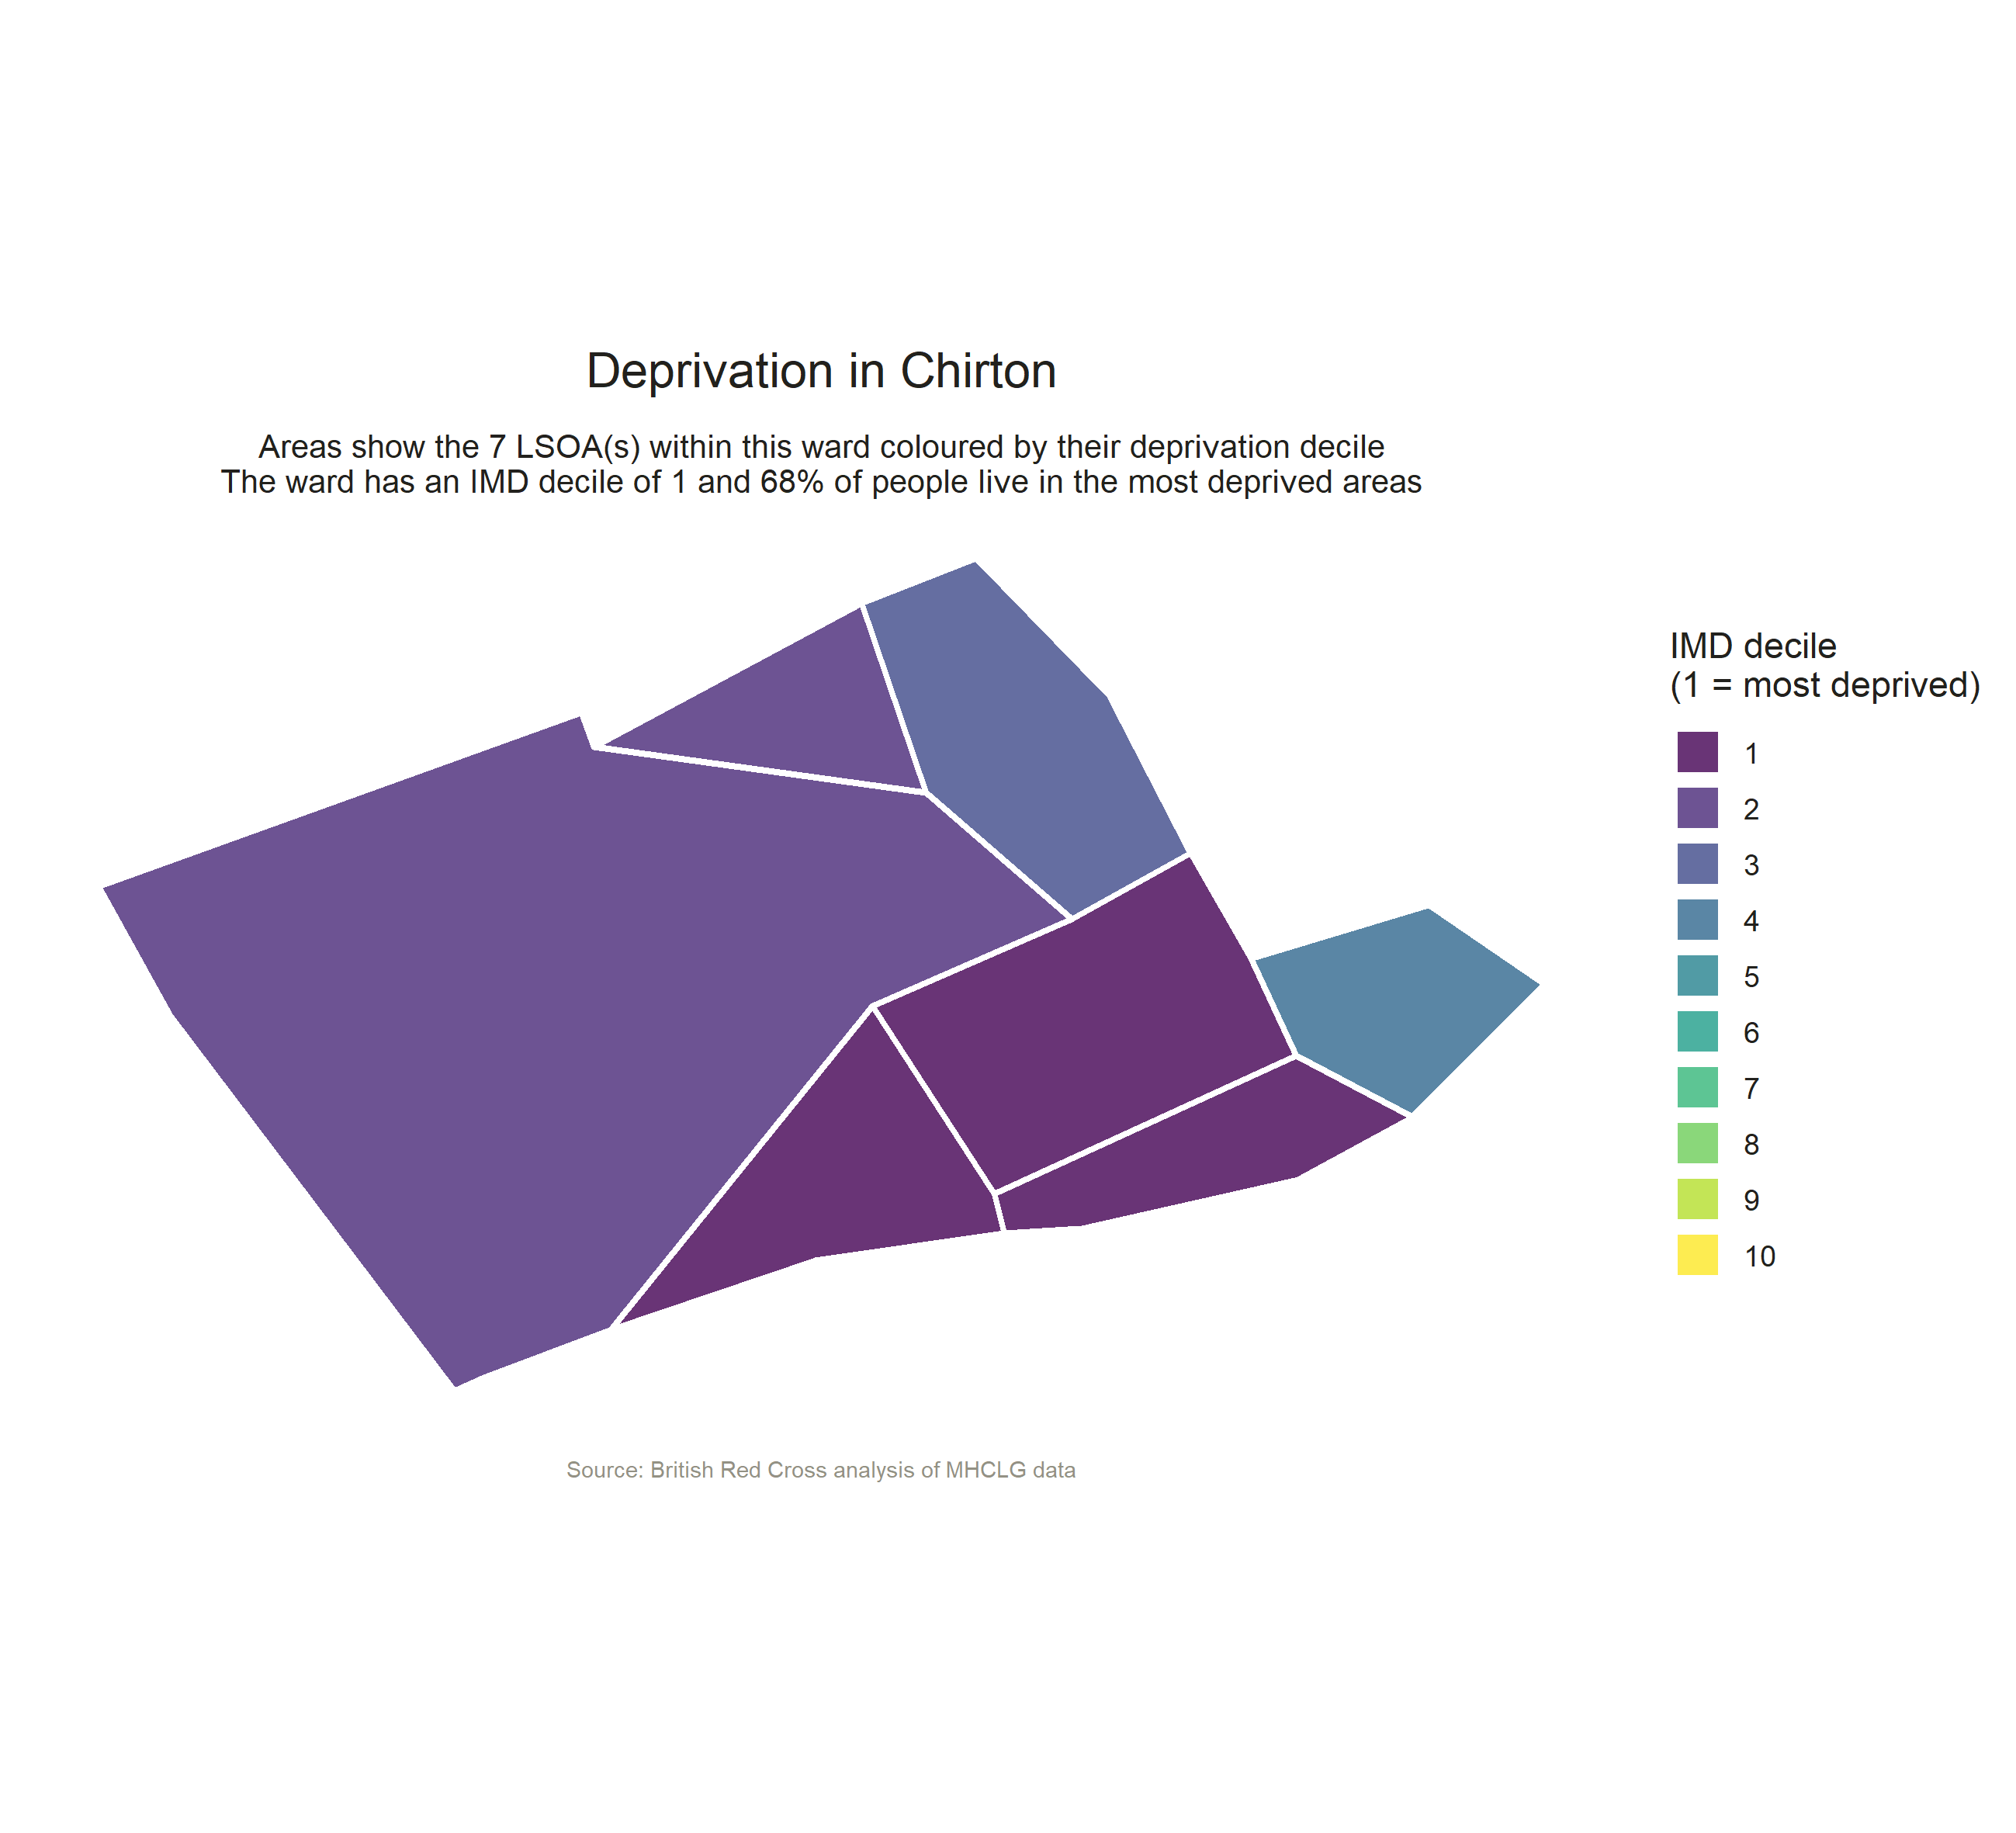 Deprivation in Chirton
Areas show the 7 LSOA(s) within this ward coloured by their deprivation decile
The ward has an IMD decile of 1 and 68% of people live in the most deprived areas
IMD decile
(1 = most deprived)
1
2
3
4
5
6
7
8
9
10
Source: British Red Cross analysis of MHCLG data